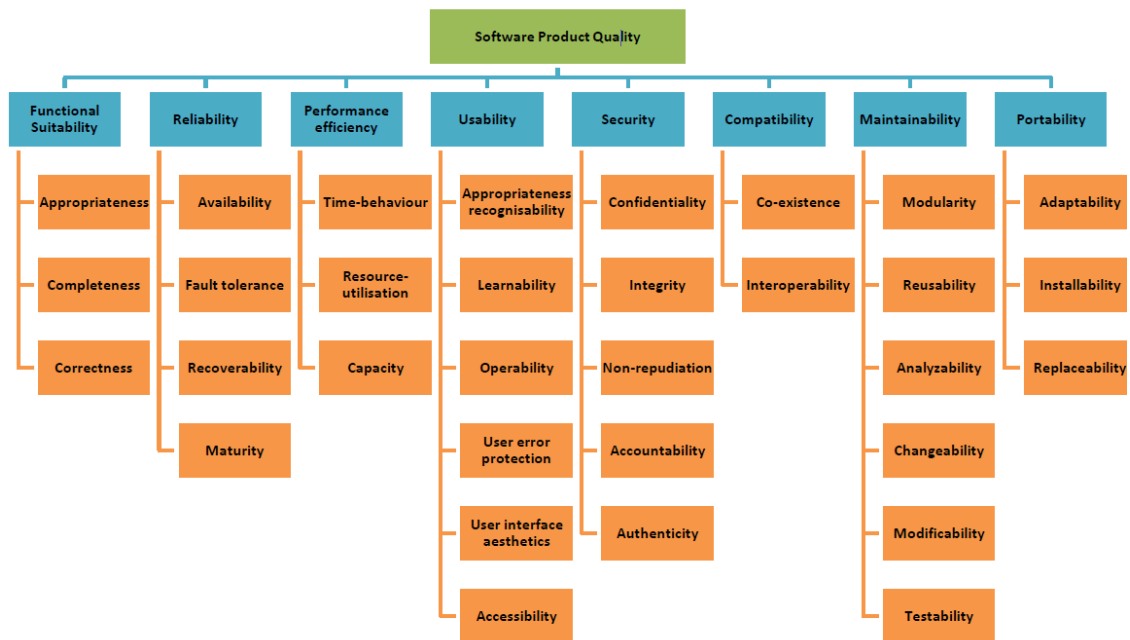 Software Product Quality
Functional
Suitability
Reliability
Performance
efficiency
Usability
Security
Compatibility
Maintainability
Portability
Appropriateness
Availability
Time-behaviour
Appropriateness
recognisability
Confidentiality
Co-existence
Modularity
Adaptability
Completeness
Fault tolerance
Resource-
utilisation
Learnability
Integrity
Interoperability
Reusability
Installability
Correctness
Recoverability
Capacity
Operability
Non-repudiation
Analyzability
Replaceability
Maturity
User error
protection
Accountability
Changeability
User interface
aesthetics
Authenticity
Modificability
Accessibility
Testability